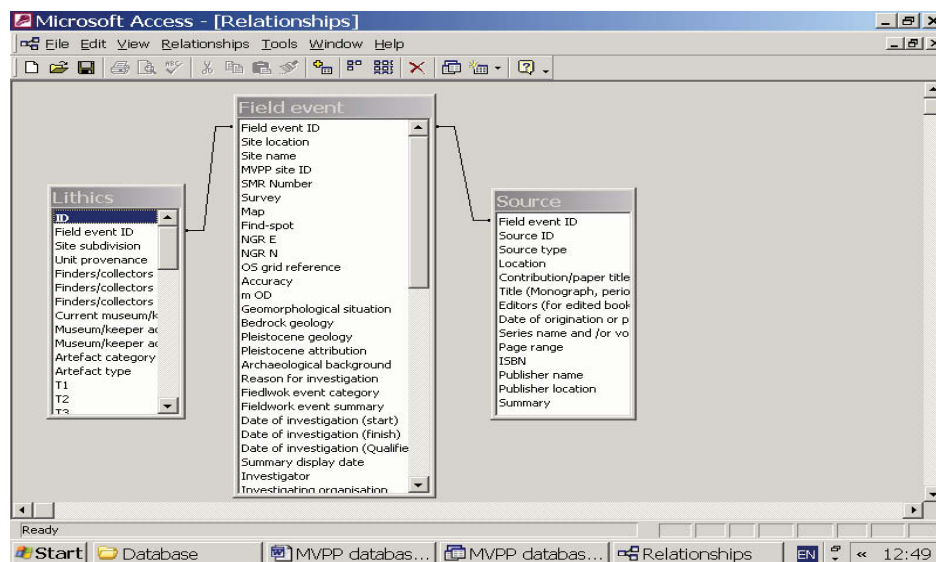 Microsoft Access - [Relationships]
File Edit View Relationships Tools Window Help
Lithics
ID
Field event ID
Site subdivision
Unit provenance
Finders/collectors
Finders/collectors
Finders/collectors
Current museum/k
Museum/keeper ac
Museum/keeper ac
Artefact category
Artefact type
T1
T2
T3
Field event
Field event ID
Site location
Site name
MVPP site ID
SMR Number
Survey
Map
Find-spot
NGR E
NGR N
OS grid reference
Accuracy
m OD
Geomorphological situation
Bedrock geology
Pleistocene geology
Pleistocene attribution
Archaeological background
Reason for investigation
Fiedlwok event category
Fieldwork event summary
Date of investigation (start)
Date of investigation (finish)
Date of investigation (Qualifie
Summary display date
Investigator
Investigating organisation
Source
Field event ID
Source ID
Source type
Location
Contribution/paper title
Title (Monograph, perio
Editors (for edited book
Date of origination or p
Series name and /or vo
Page range
ISBN
Publisher name
Publisher location
Summary
Ready
Start Database MVPP databas... MVPP databas... Relationships EN « 12:49